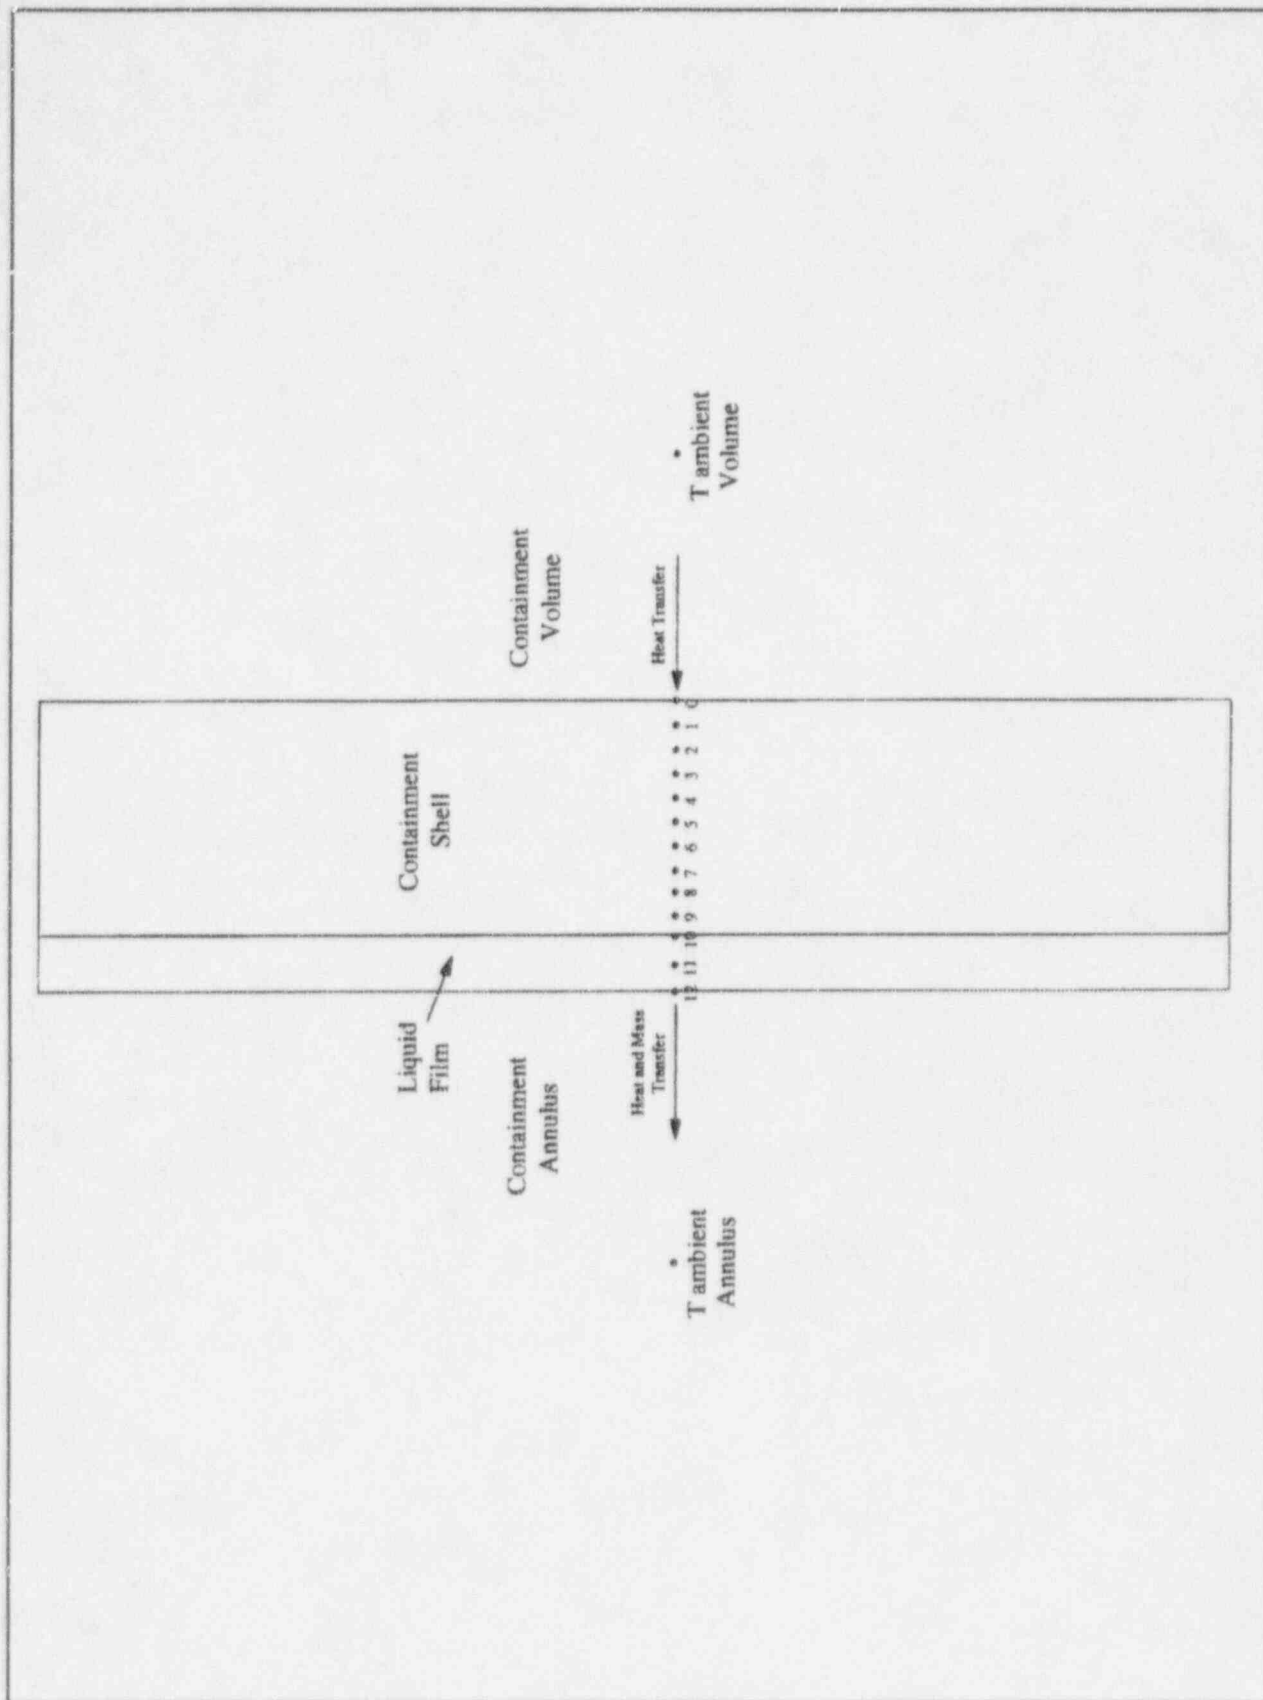 Containment
Shell
Liquid
Film
Containment
Annulus
Containment
Volume
Heat and Mass
Transfer
Heat Transfer
12 11 10 9 8 7 6 5 4 3 2 1 0
T ambient
Annulus
T ambient
Volume